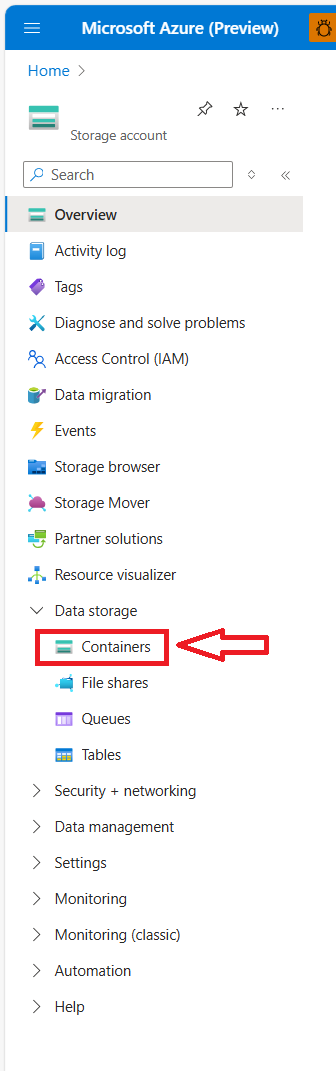 Microsoft Azure (Preview)
Home
Storage account
Search
Overview
Activity log
Tags
Diagnose and solve problems
Access Control (IAM)
Data migration
Events
Storage browser
Storage Mover
Partner solutions
Resource visualizer
Data storage
Containers
File shares
Queues
Tables
Security + networking
Data management
Settings
Monitoring
Monitoring (classic)
Automation
Help